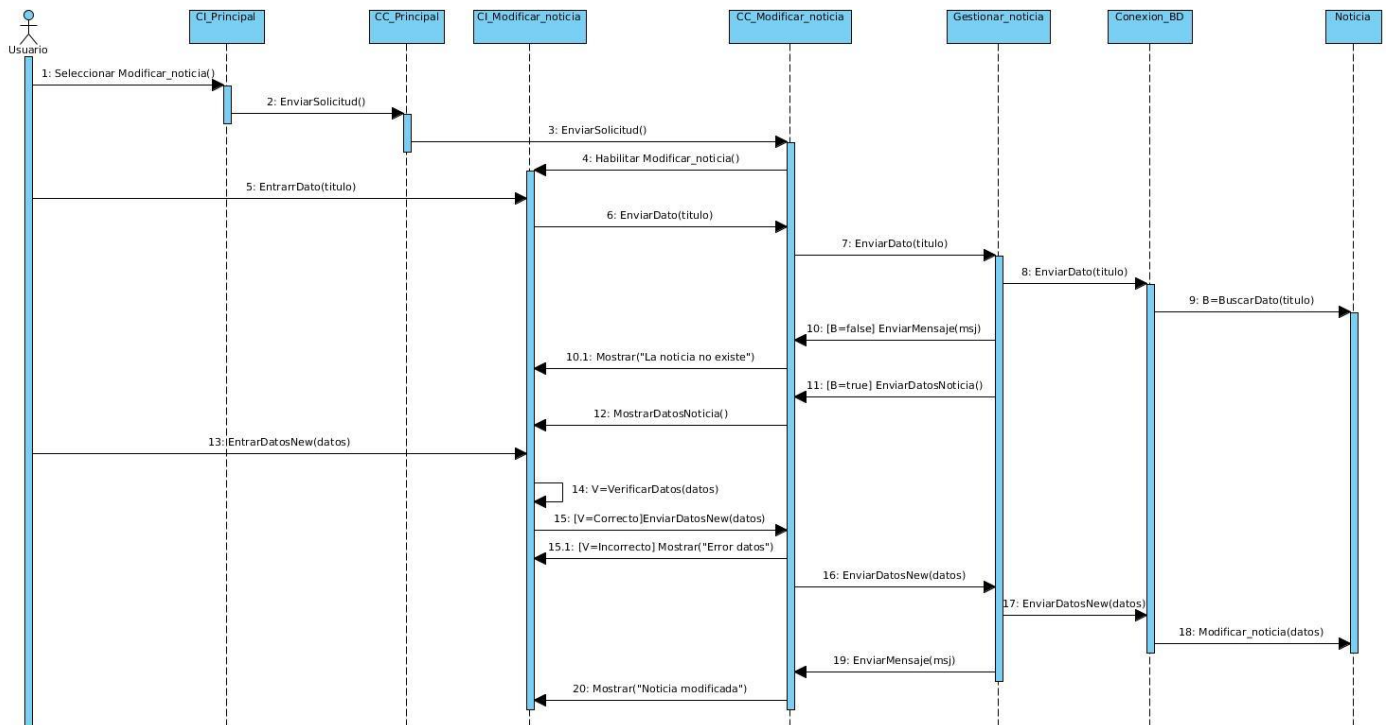 CI_Principal
CC_Principal
CI_Modificar_noticia
CC_Modificar_noticia
Gestionar_noticia
Conexion_BD
Noticia
Usuario
1: Seleccionar Modificar_noticia()
2: EnviarSolicitud()
3: EnviarSolicitud()
4: Habilitar Modificar_noticia()
5: EntrarrDato(titulo)
6: EnviarDato(titulo)
7: EnviarDato(titulo)
8: EnviarDato(titulo)
9: B=BuscarDato(titulo)
10: [B=false] EnviarMensaje(msj)
10.1: Mostrar("La noticia no existe")
11: [B=true] EnviarDatosNoticia()
12: MostrarDatosNoticia()
13: EntrarDatosNew(datos)
14: V=VerificarDatos(datos)
15: [V=Correcto]EnviarDatosNew(datos)
15.1: [V=Incorrecto] Mostrar("Error datos")
16: EnviarDatosNew(datos)
17: EnviarDatosNew(datos)
18: Modificar_noticia(datos)
19: EnviarMensaje(msj)
20: Mostrar("Noticia modificada")